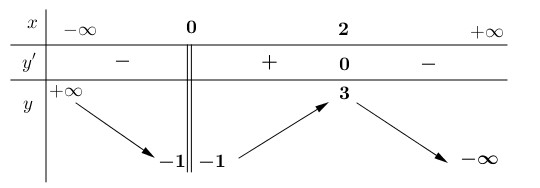 x −∞ 0 2 +∞
y′ − + 0 −
+∞ 3
y
−1 −1 −∞